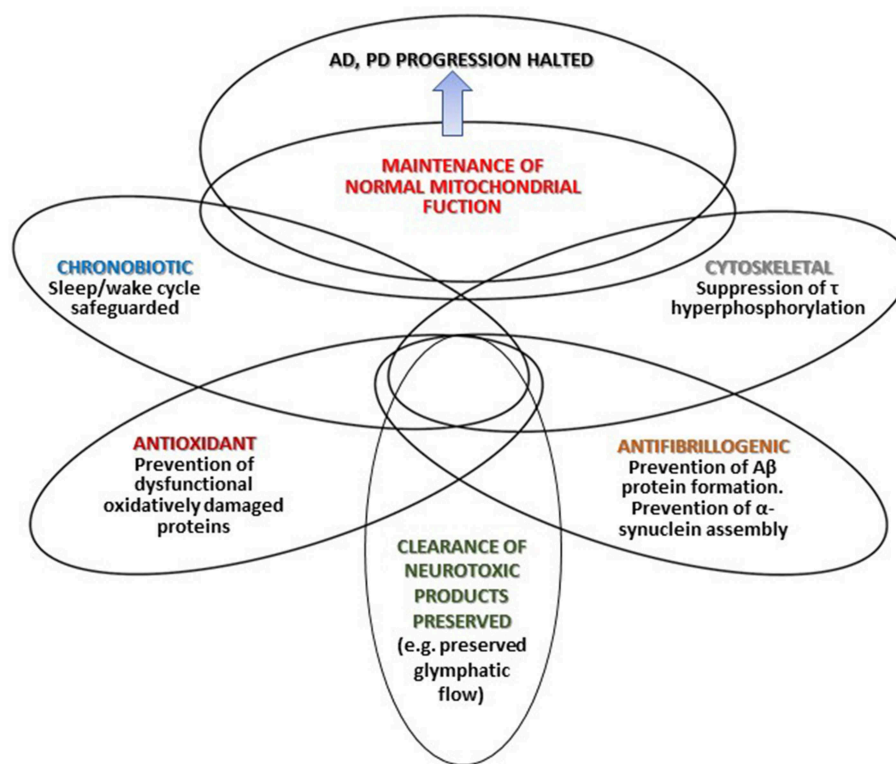 AD, PD PROGRESSION HALTED
MAINTENANCE OF
NORMAL MITOCHONDRIAL
FUCTION
CHRONOBIOTIC
Sleep/wake cycle
safeguarded
CYTOSKELETAL
Suppression of τ
hyperphosphorylation
ANTIOXIDANT
Prevention of
dysfunctional
oxidatively damaged
proteins
ANTIFIBRILLOGENIC
Prevention of Aβ
protein formation.
Prevention of α-
synuclein assembly
CLEARANCE OF
NEUROTOXIC
PRODUCTS
PRESERVED
(e.g. preserved
glymphatic
flow)